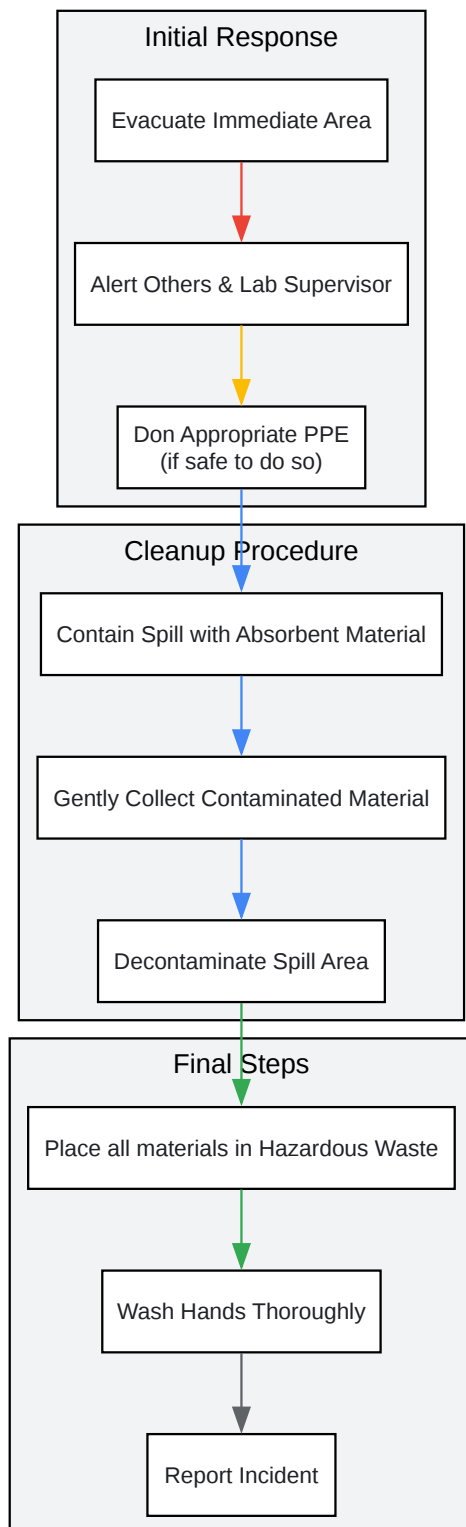 Initial Response
Evacuate Immediate Area
Alert Others & Lab Supervisor
Don Appropriate PPE
(if safe to do so)
Cleanup Procedure
Contain Spill with Absorbent Material
Gently Collect Contaminated Material
Decontaminate Spill Area
Final Steps
Place all materials in Hazardous Waste
Wash Hands Thoroughly
Report Incident